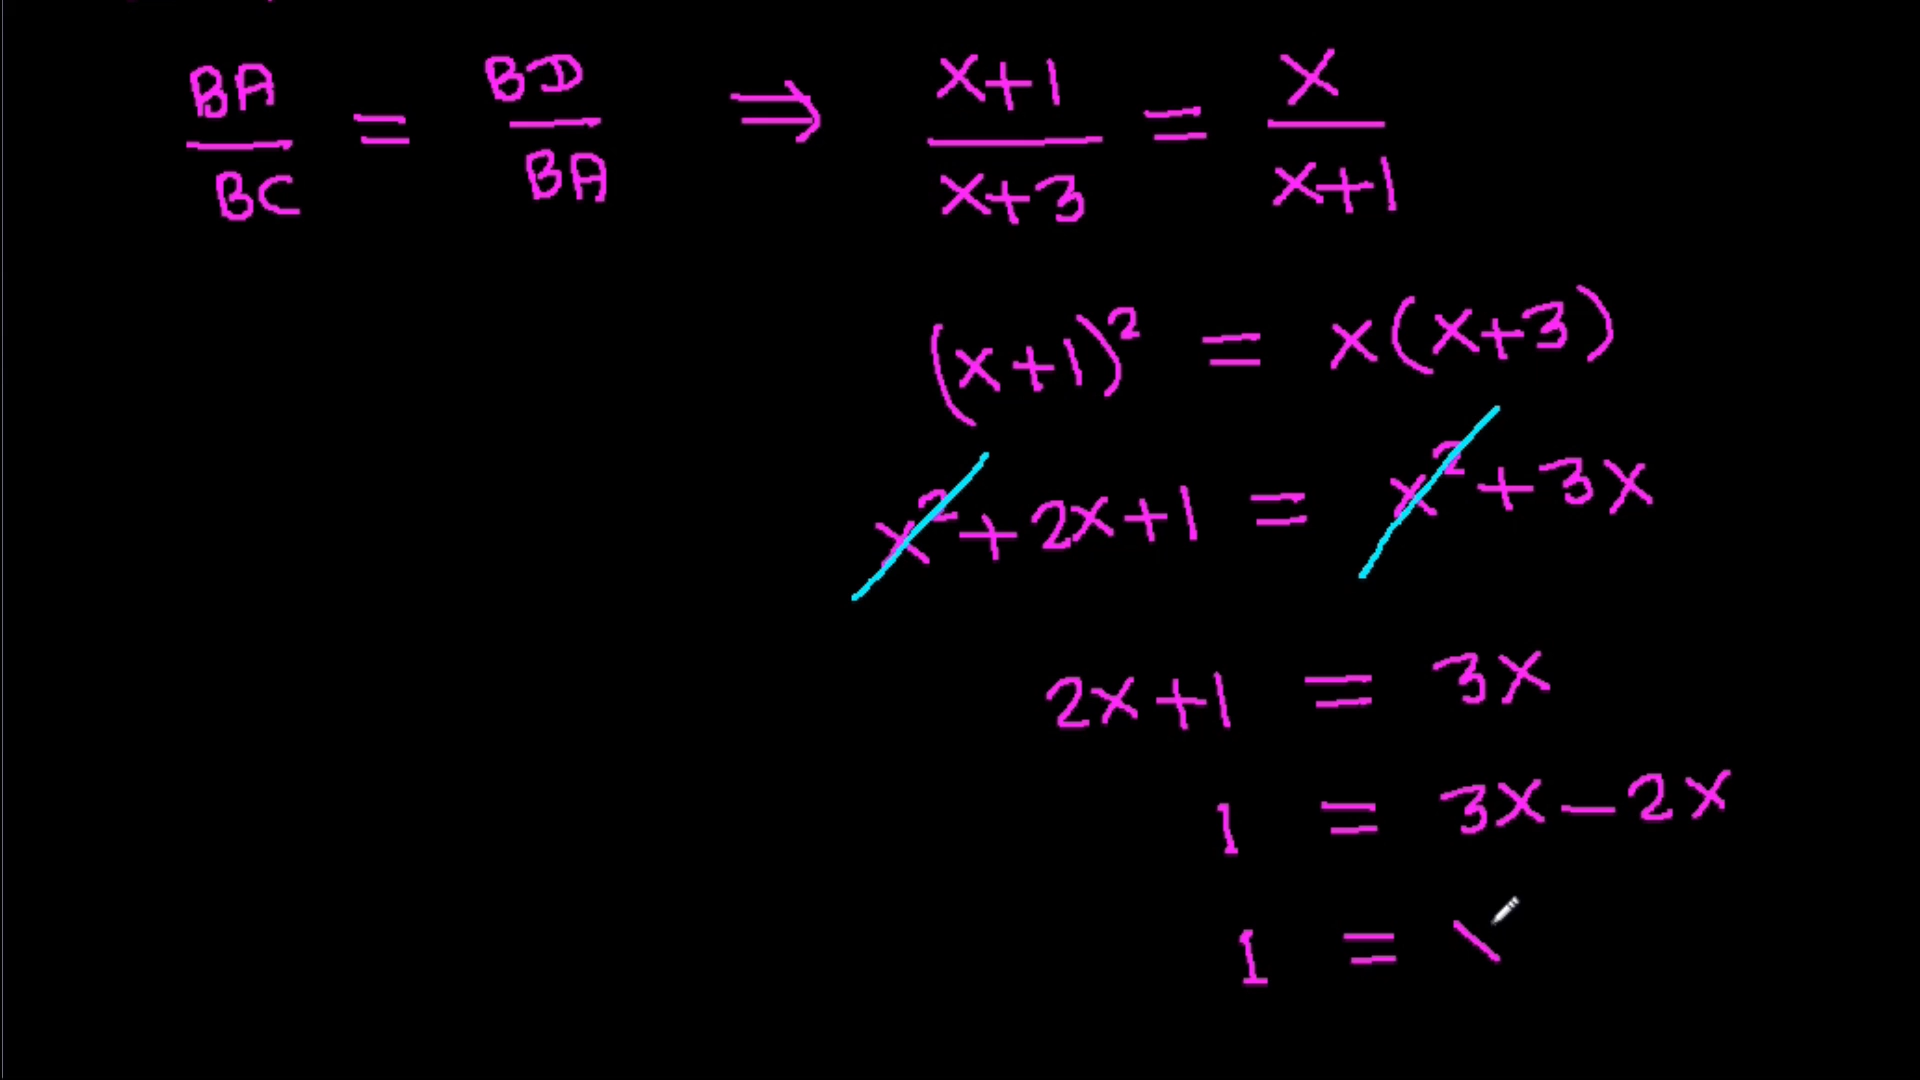 BA/BC = BD/BA ⇒ x+1/x+3 = x/x+1
(x+1)² = x(x+3)
x² + 2x+1 = x² + 3x
2x+1 = 3x
1 = 3x - 2x
1 =